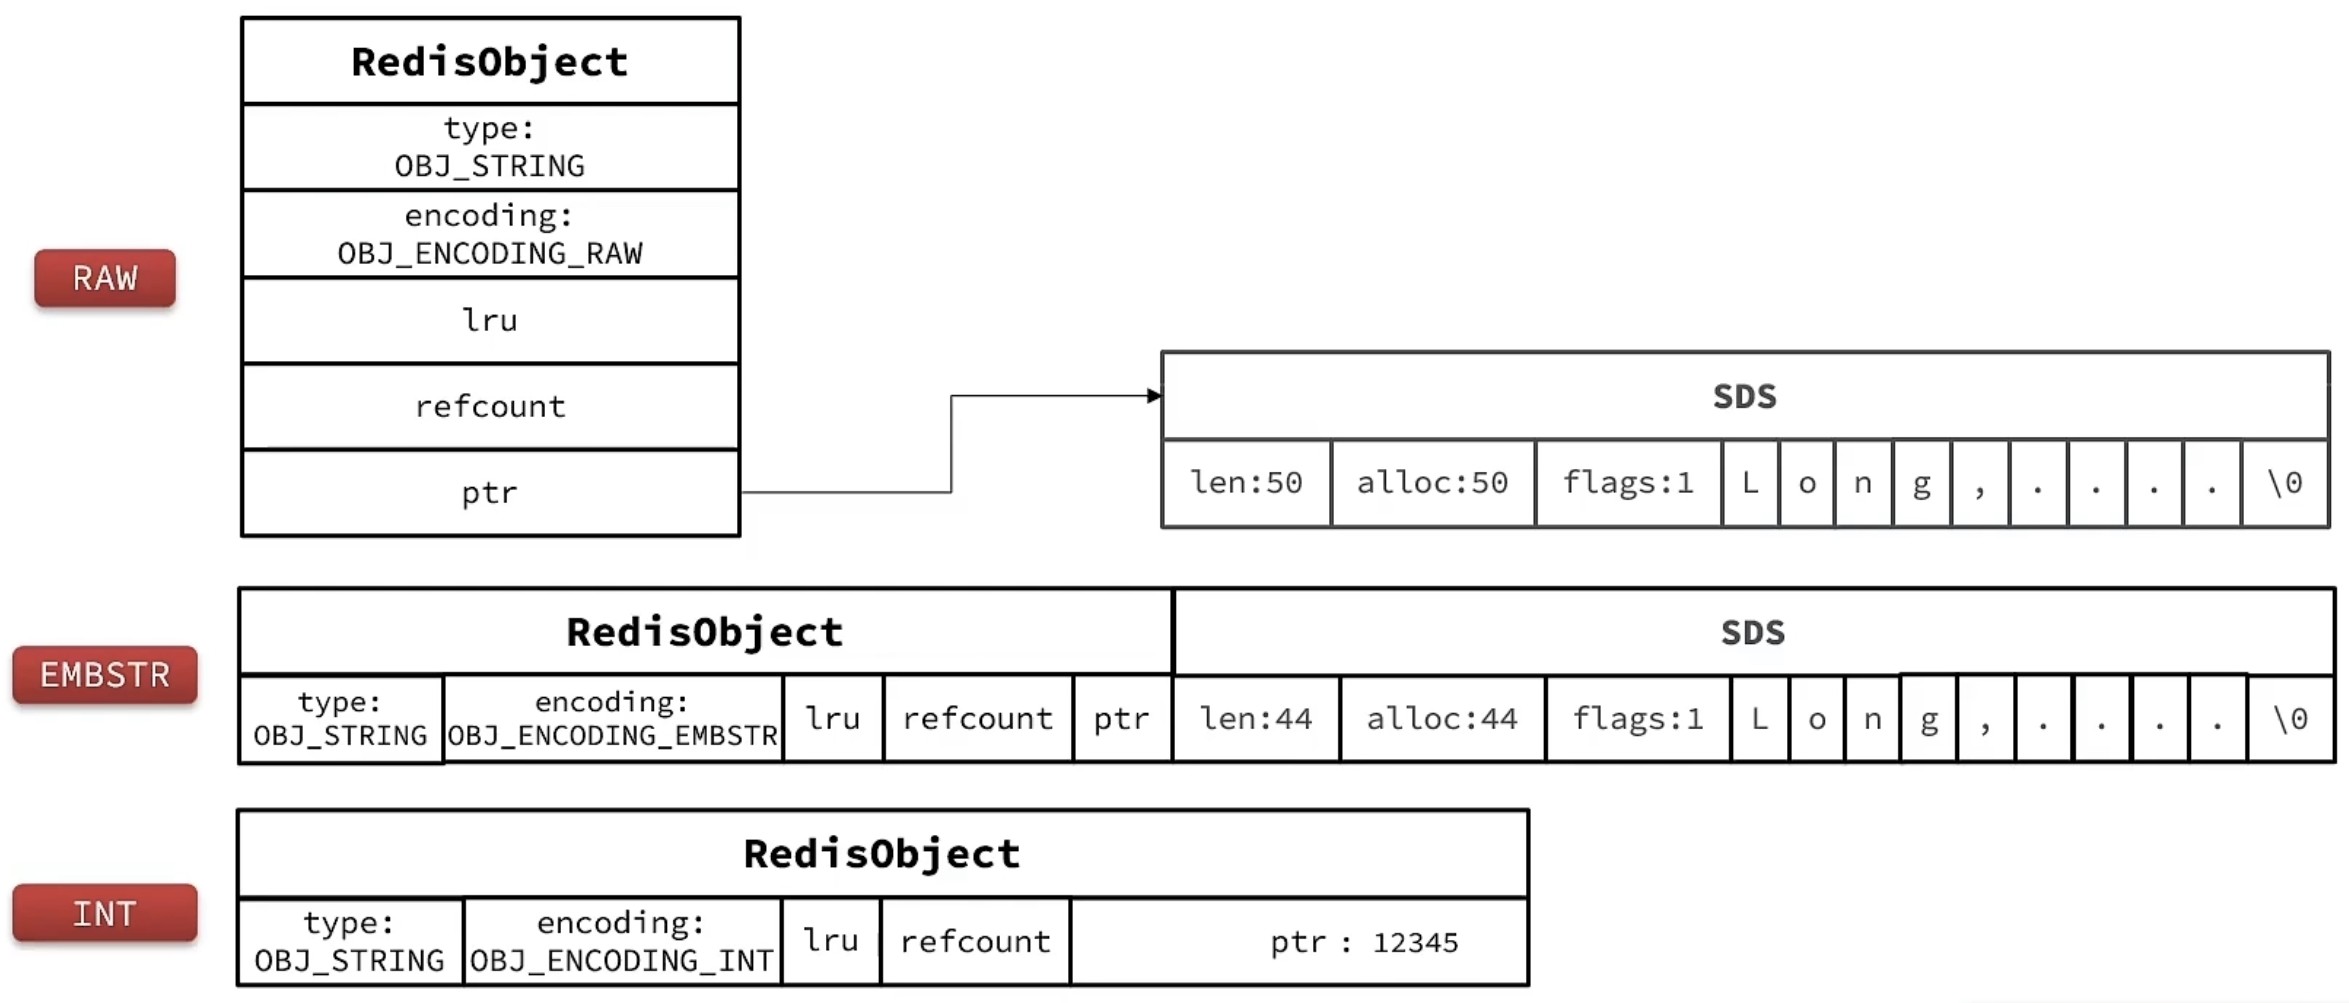 RAW
RedisObject
type:
OBJ_STRING
encoding:
OBJ_ENCODING_RAW
lru
refcount
ptr
SDS
len:50 alloc:50 flags:1 L o n g , . . . . \0
EMBSTR
RedisObject SDS
type:
OBJ_STRING
encoding:
OBJ_ENCODING_EMBSTR
lru refcount ptr len:44 alloc:44 flags:1 L o n g , . . . . \0
INT
RedisObject
type:
OBJ_STRING
encoding:
OBJ_ENCODING_INT
lru refcount ptr : 12345